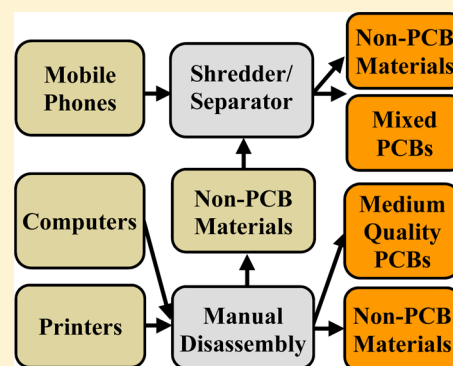 Mobile
Phones
Shredder/
Separator
Non-PCB
Materials
Mixed
PCBs
Computers
Non-PCB
Materials
Medium
Quality
PCBs
Printers
Manual
Disassembly
Non-PCB
Materials